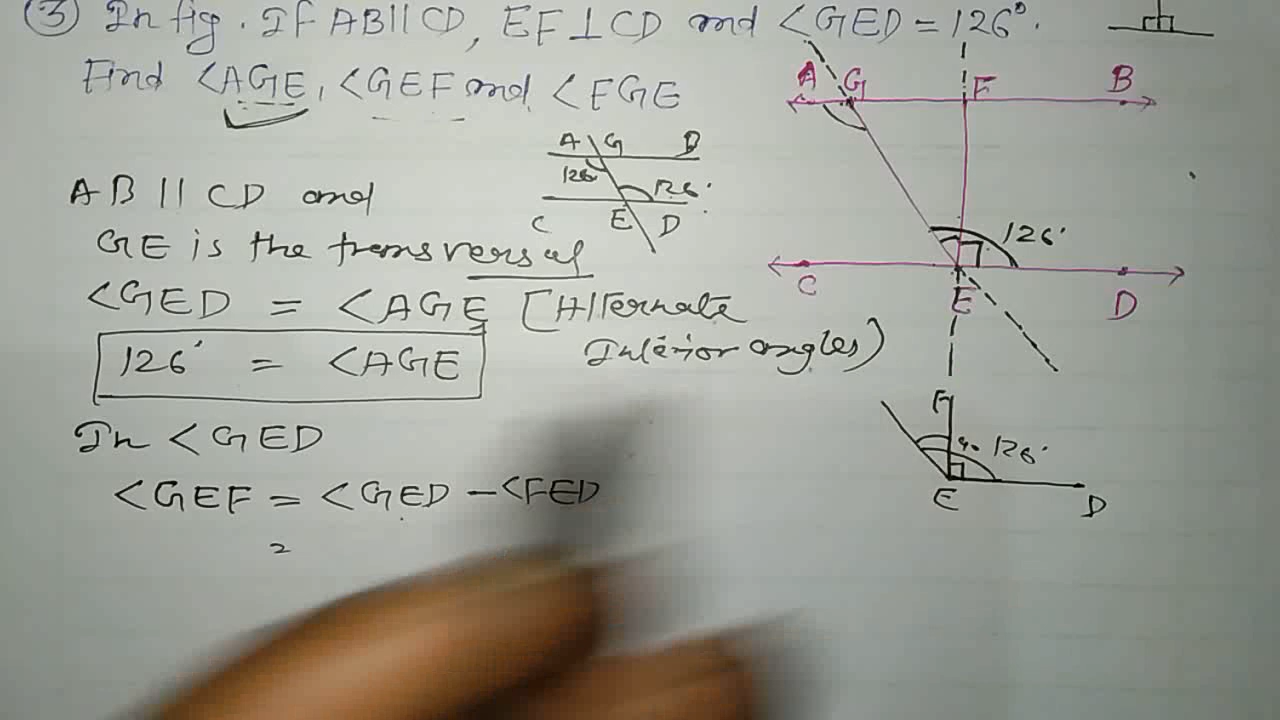 ③ In fig. If AB||CD, EF⊥CD and <GED = 126°.
Find <AGE, <GEF and <FGE
A G F B
A G B
126 126°
C E D
126°
C E D
AB || CD and
GE is the transversal
<GED = <AGE [Alternate
Interior angles)
126° = <AGE
In <GED
<GEF = <GED - <FED
=
F
90 126°
E D